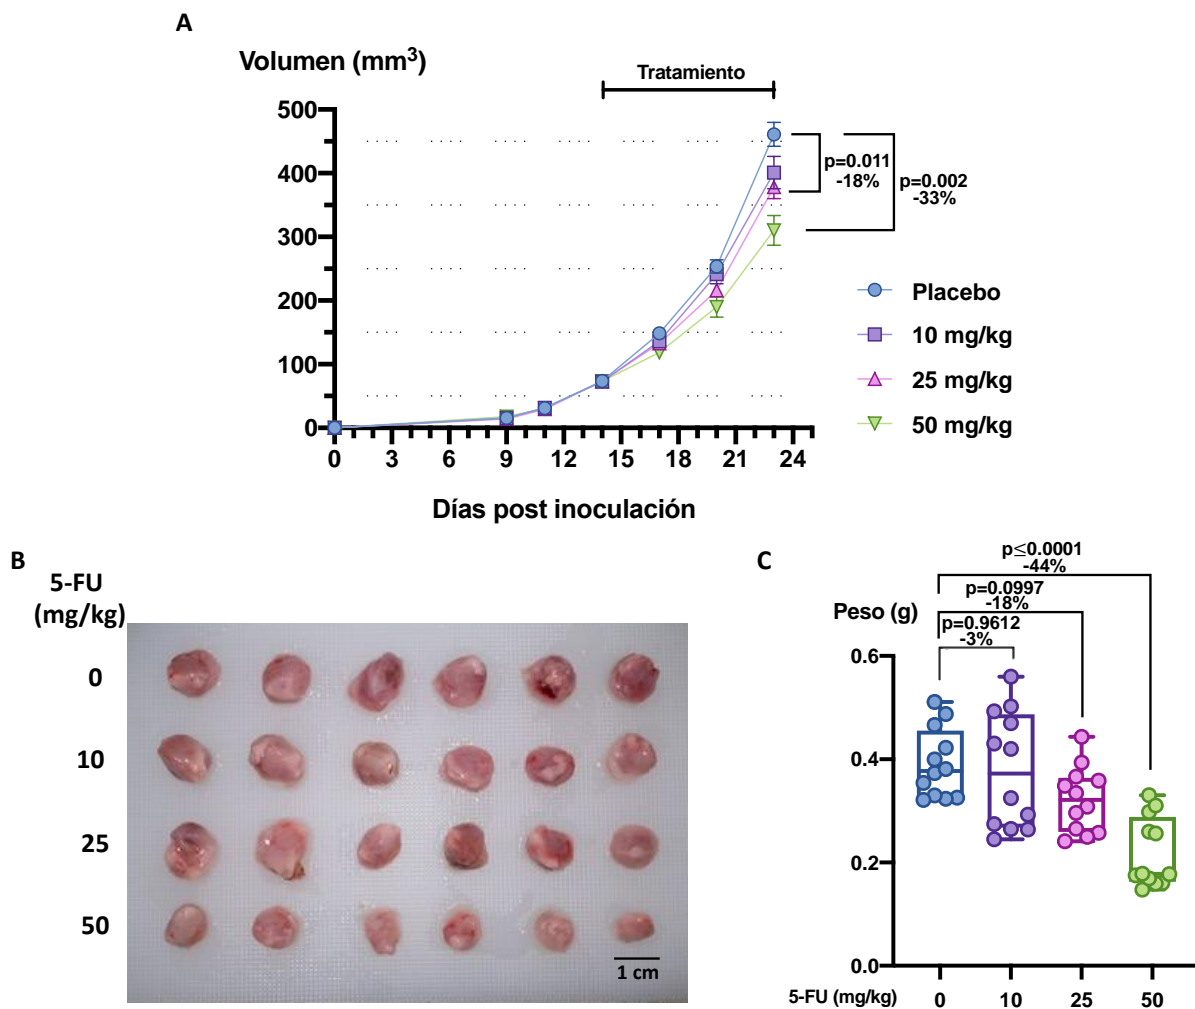 A
Volumen (mm³)
Tratamiento
500
400
300
200
100
0
p=0.011
-18%
p=0.002
-33%
Placebo
10 mg/kg
25 mg/kg
50 mg/kg
0 3 6 9 12 15 18 21 24
Días post inoculación
B
5-FU
(mg/kg)
0
10
25
50
1 cm
C
p≤0.0001
-44%
p=0.0997
-18%
Peso (g)
p=0.9612
-3%
0.6
0.4
0.2
0.0
5-FU (mg/kg) 0 10 25 50